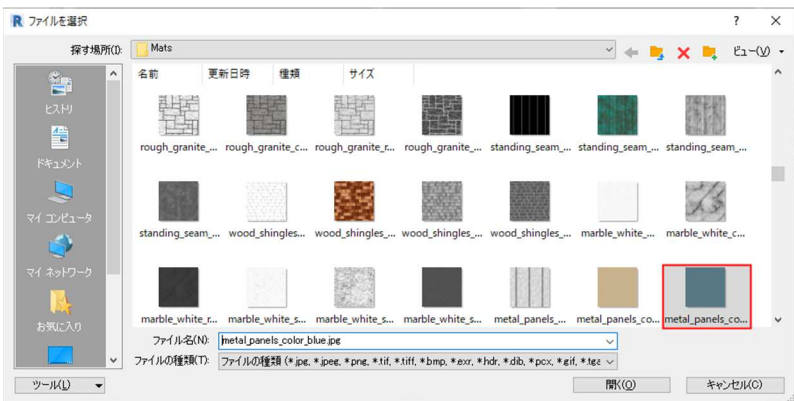 ファイルを選択
探す場所(I):
Mats
ビュー(V)
名前 更新日時 種類 サイズ
ヒストリ
ドキュメント
マイ コンピュータ
マイ ネットワーク
お気に入り
rough_granite_... rough_granite_c... rough_granite_r... rough_granite_... standing_seam_... standing_seam_... standing_seam_...
standing_seam_... wood_shingles... wood_shingles_... wood_shingles_... wood_shingles_... marble_white_... marble_white_c...
marble_white_r... marble_white_s... marble_white_s... marble_white_s... metal_panels_... metal_panels_co... metal_panels_co...
ファイル名(N): metal_panels_color_blue.jpg
ファイルの種類(T): ファイルの種類 (*.jpg, *.jpeg, *.png, *.tif, *.tiff, *.bmp, *.exr, *.hdr, *.dib, *.pcx, *.gif, *.tga
ツール(L)
開く(O)
キャンセル(C)